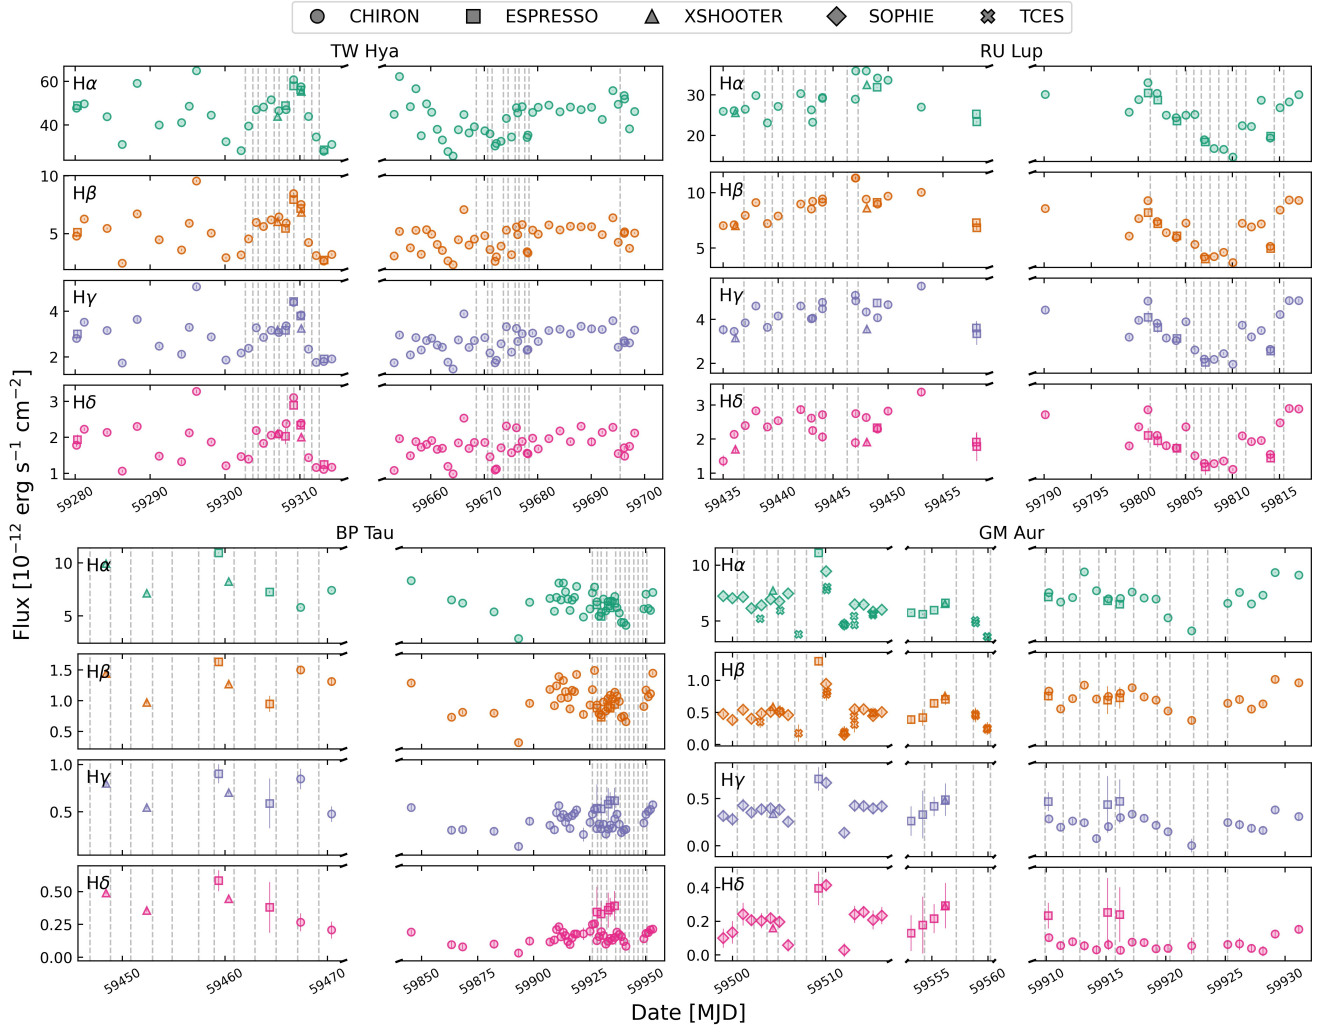 CHIRON ESPRESSO XSHOOTER SOPHIE TCES
TW Hya
RU Lup
Hα
60
40
Hβ
10
5
Hγ
4
2
Hδ
3
2
1
59280 59290 59300 59310 59660 59670 59680 59690 59700
Hα
30
20
Hβ
10
5
Hγ
4
2
Hδ
3
2
1
59435 59440 59445 59450 59455 59790 59795 59800 59805 59810 59815
Flux [10⁻¹² erg s⁻¹ cm⁻²]
BP Tau
GM Aur
Hα
10
5
Hβ
1.5
1.0
0.5
Hγ
1.0
0.5
Hδ
0.50
0.25
0.00
59450 59460 59470 59850 59875 59900 59925 59950
Hα
10
5
Hβ
1.0
0.5
0.0
Hγ
0.5
0.0
Hδ
0.4
0.2
0.0
59500 59510 59555 59560 59910 59915 59920 59925 59930
Date [MJD]